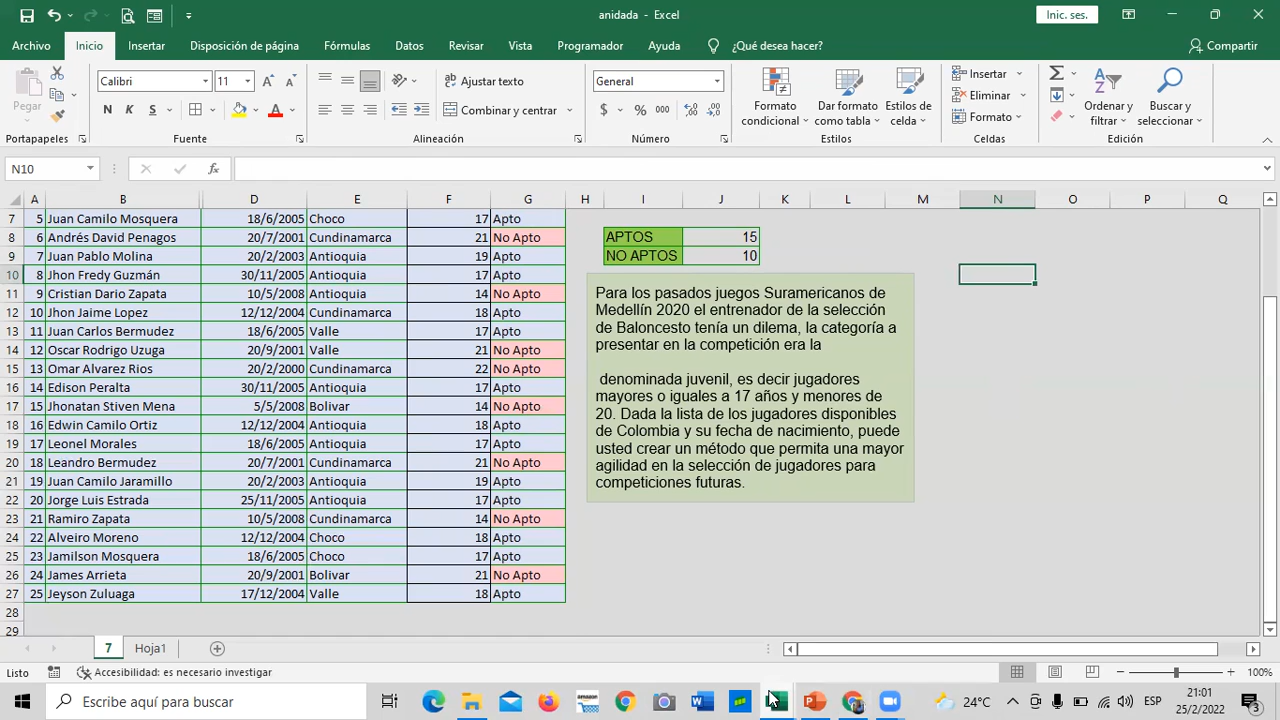 anidada - Excel
Inic. ses.
Archivo Inicio Insertar Disposición de página Fórmulas Datos Revisar Vista Programador Ayuda ¿Qué desea hacer? Compartir
Pegar
Calibri 11
N K S
Ajustar texto
Combinar y centrar
General
$ % 000
Formato condicional
Dar formato como tabla
Estilos de celda
Insertar
Eliminar
Formato
Ordenar y filtrar
Buscar y seleccionar
Portapapeles Fuente Alineación Número Estilos Celdas Edición
N10 fx
A B D E F G H I J K L M N O P Q
7 5 Juan Camilo Mosquera 18/6/2005 Choco 17 Apto
8 6 Andrés David Penagos 20/7/2001 Cundinamarca 21 No Apto APTOS 15
9 7 Juan Pablo Molina 20/2/2003 Antioquia 19 Apto NO APTOS 10
10 8 Jhon Fredy Guzmán 30/11/2005 Antioquia 17 Apto
11 9 Cristian Dario Zapata 10/5/2008 Antioquia 14 No Apto
12 10 Jhon Jaime Lopez 12/12/2004 Cundinamarca 18 Apto
13 11 Juan Carlos Bermudez 18/6/2005 Valle 17 Apto
14 12 Oscar Rodrigo Uzuga 20/9/2001 Valle 21 No Apto
15 13 Omar Alvarez Rios 20/2/2000 Cundinamarca 22 No Apto
16 14 Edison Peralta 30/11/2005 Antioquia 17 Apto
17 15 Jhonatan Stiven Mena 5/5/2008 Bolivar 14 No Apto
18 16 Edwin Camilo Ortiz 12/12/2004 Antioquia 18 Apto
19 17 Leonel Morales 18/6/2005 Antioquia 17 Apto
20 18 Leandro Bermudez 20/7/2001 Cundinamarca 21 No Apto
21 19 Juan Camilo Jaramillo 20/2/2003 Antioquia 19 Apto
22 20 Jorge Luis Estrada 25/11/2005 Antioquia 17 Apto
23 21 Ramiro Zapata 10/5/2008 Cundinamarca 14 No Apto
24 22 Alveiro Moreno 12/12/2004 Choco 18 Apto
25 23 Jamilson Mosquera 18/6/2005 Choco 17 Apto
26 24 James Arrieta 20/9/2001 Bolivar 21 No Apto
27 25 Jeyson Zuluaga 17/12/2004 Valle 18 Apto
28
29
Para los pasados juegos Suramericanos de
Medellín 2020 el entrenador de la selección
de Baloncesto tenía un dilema, la categoría a
presentar en la competición era la
denominada juvenil, es decir jugadores
mayores o iguales a 17 años y menores de
20. Dada la lista de los jugadores disponibles
de Colombia y su fecha de nacimiento, puede
usted crear un método que permita una mayor
agilidad en la selección de jugadores para
competiciones futuras.
7 Hoja1
Listo Accesibilidad: es necesario investigar 100%
Escribe aquí para buscar
amazon
24°C
ESP
21:01
25/2/2022
3